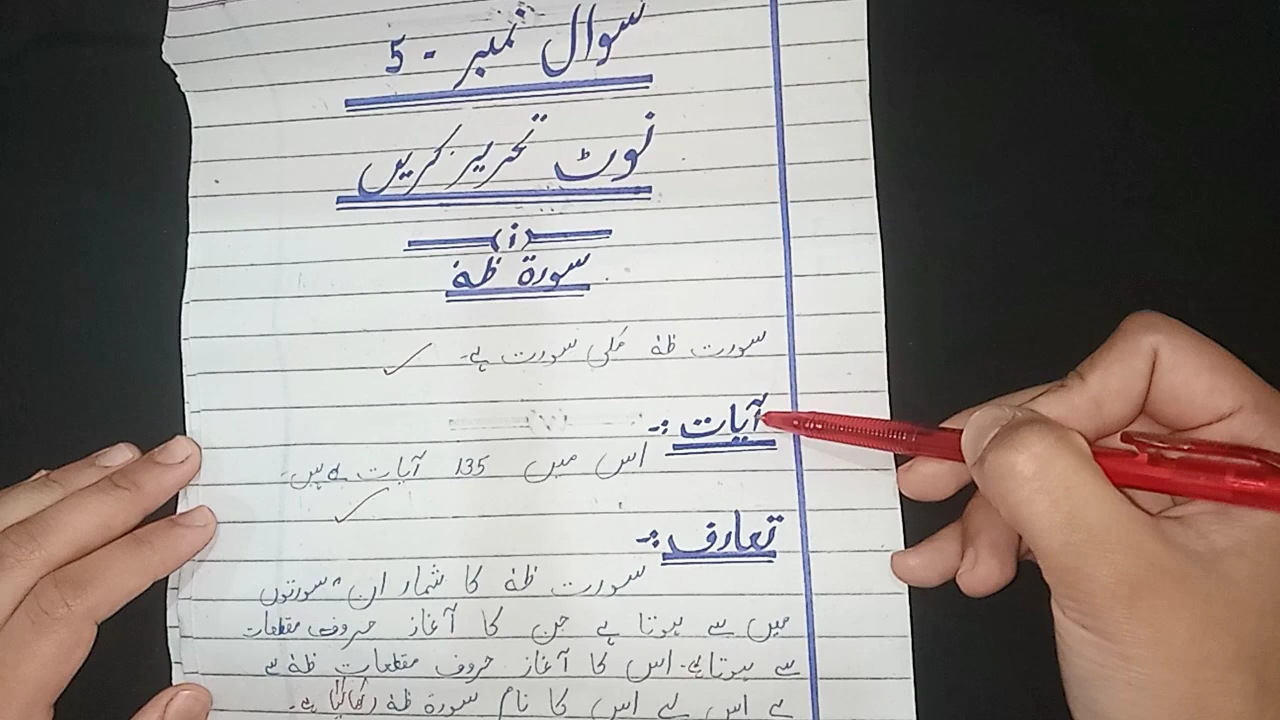 سوال نمبر - 5
نوٹ تحریر کریں
(i)
سورۃ طٰہٰ
سورت طٰہٰ مکی سورت ہے۔
آیات :-
اس میں 135 آیات ہیں۔
تعارف :-
سورت طٰہٰ کا شمار ان سورتوں
میں سے ہوتا ہے جن کا آغاز حروف مقطعات
سے ہوتا ہے۔ اس کا آغاز حروف مقطعات طٰہٰ سے
ہے اس لیے اس کا نام سورۃ طٰہٰ رکھا گیا ہے۔